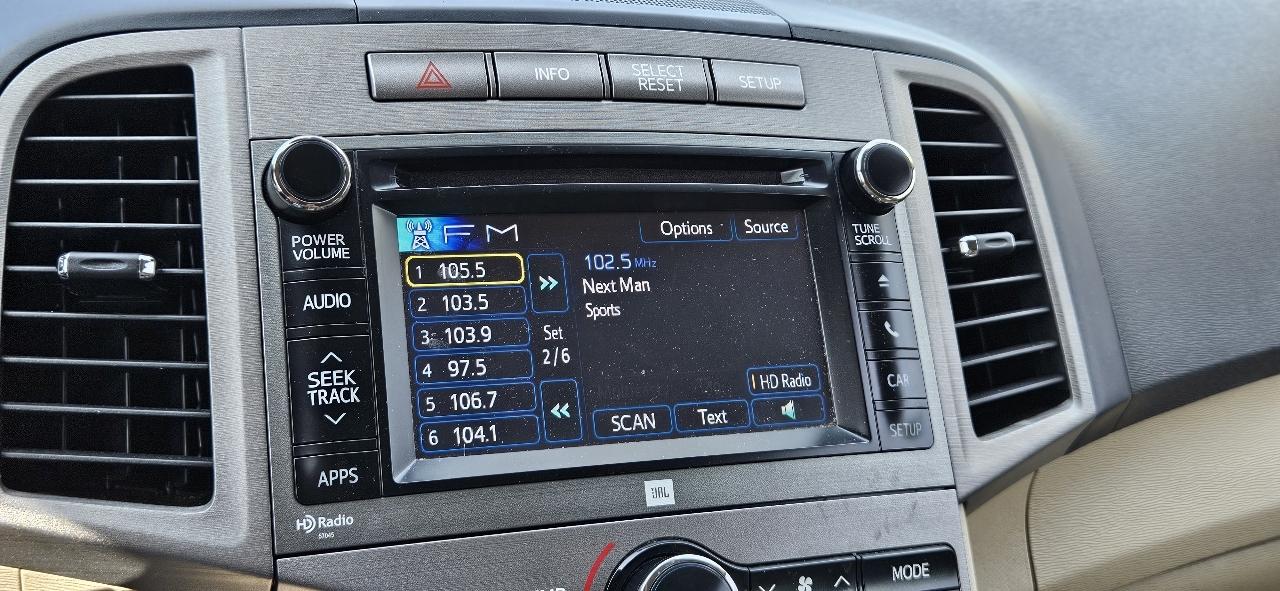 INFO
SELECT
RESET
SETUP
POWER
VOLUME
AUDIO
SEEK
TRACK
APPS
HD Radio
57045
FM
Options
Source
1 105.5
2 103.5
3 103.9
4 97.5
5 106.7
6 104.1
Set
2/6
102.5 MHz
Next Man
Sports
HD Radio
SCAN
Text
TUNE
SCROLL
CAR
SETUP
JBL
MODE